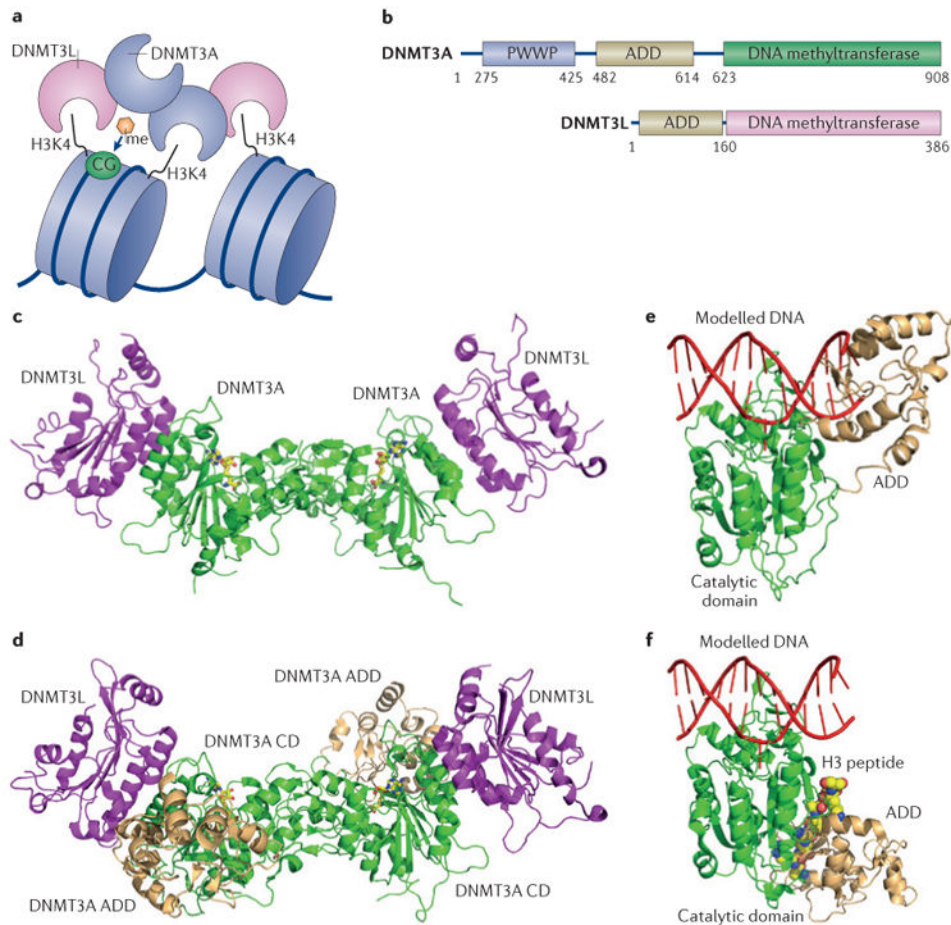 a
DNMT3L
DNMT3A
H3K4
me
CG
H3K4
H3K4
b
DNMT3A
PWWP
ADD
DNA methyltransferase
1 275 425 482 614 623 908
DNMT3L
ADD
DNA methyltransferase
1 160 386
c
DNMT3L
DNMT3A
DNMT3A
DNMT3L
e
Modelled DNA
ADD
Catalytic
domain
d
DNMT3L
DNMT3A ADD
DNMT3L
DNMT3A CD
DNMT3A ADD
DNMT3A CD
f
Modelled DNA
H3 peptide
ADD
Catalytic domain